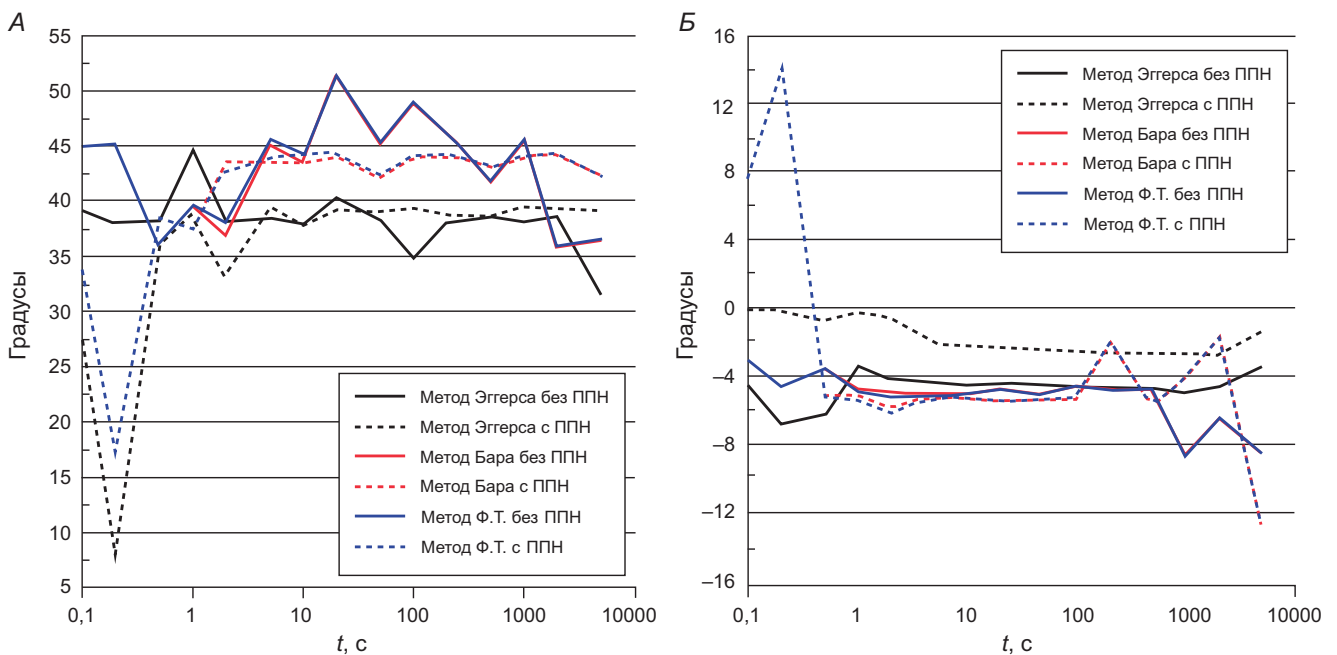 А
Градусы
55
50
45
40
35
30
25
20
15
10
5
0,1
1
10
100
1000
10000
t, с
Метод Эггерса без ППН
Метод Эггерса с ППН
Метод Бара без ППН
Метод Бара с ППН
Метод Ф.Т. без ППН
Метод Ф.Т. с ППН
Б
Градусы
16
12
8
4
0
–4
–8
–12
–16
0,1
1
10
100
1000
10000
t, с
Метод Эггерса без ППН
Метод Эггерса с ППН
Метод Бара без ППН
Метод Бара с ППН
Метод Ф.Т. без ППН
Метод Ф.Т. с ППН